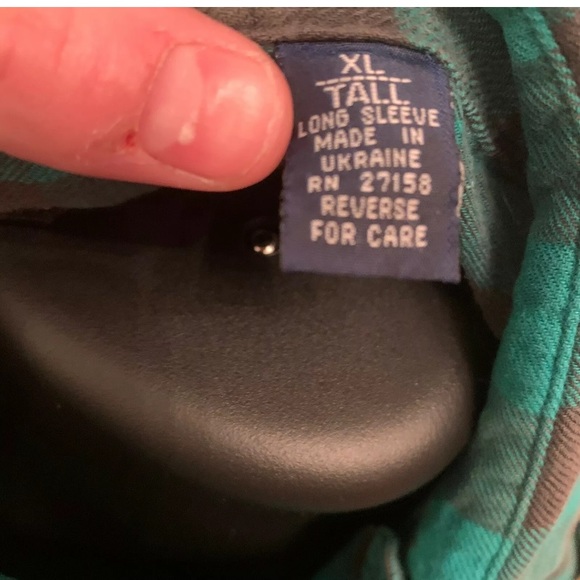 XL
TALL
LONG SLEEVE
MADE IN
UKRAINE
RN 27158
REVERSE
FOR CARE